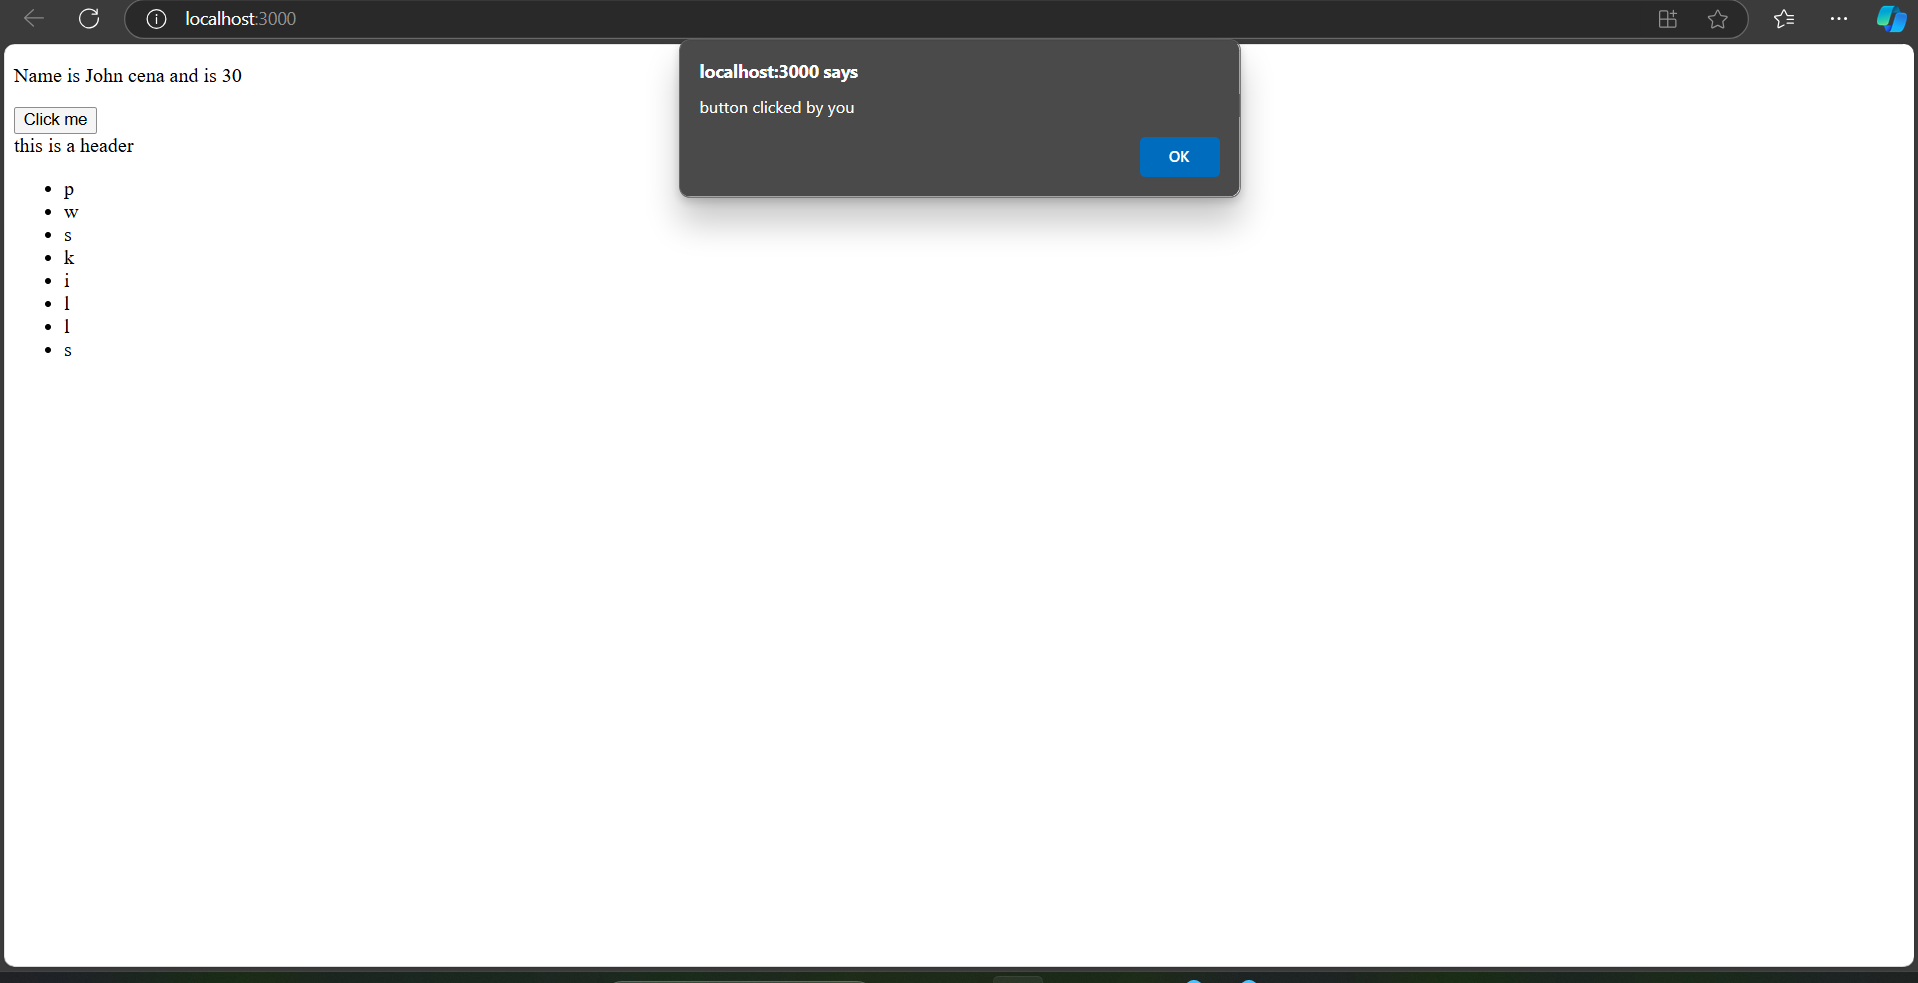 localhost:3000
Name is John cena and is 30
Click me
this is a header
p
w
s
k
i
l
l
s
localhost:3000 says
button clicked by you
OK